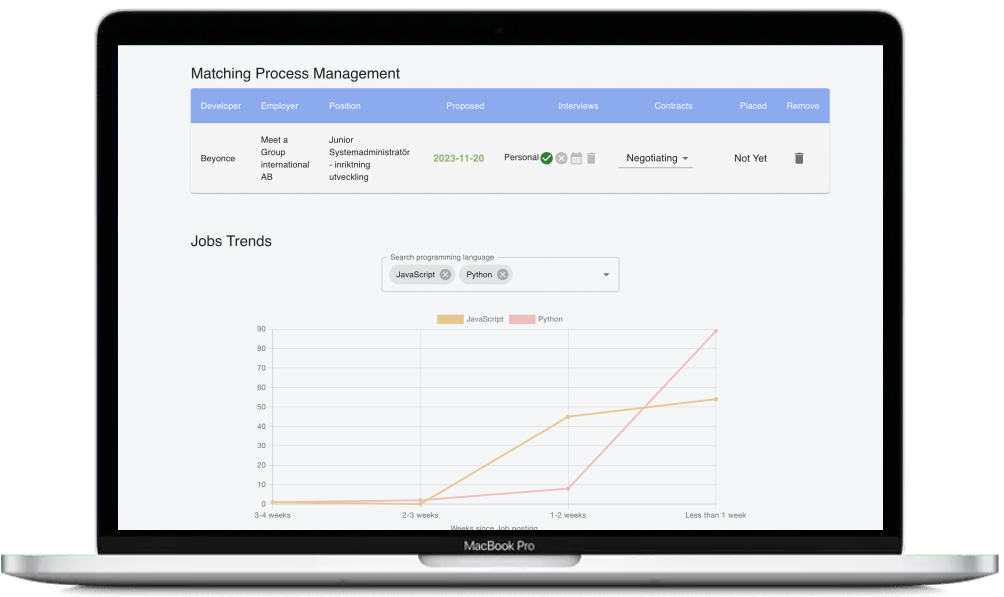 Matching Process Management
Developer Employer Position Proposed Interviews Contracts Placed Remove
Beyonce
Meet a
Group
international
AB
Junior
Systemadministratör
- inriktning
utveckling
2023-11-20
Personal
Negotiating
Not Yet
Jobs Trends
Search programming language
JavaScript Python
JavaScript Python
90
80
70
60
50
40
30
20
10
0
3-4 weeks 2-3 weeks 1-2 weeks Less than 1 week
Weeks since Job posting
MacBook Pro